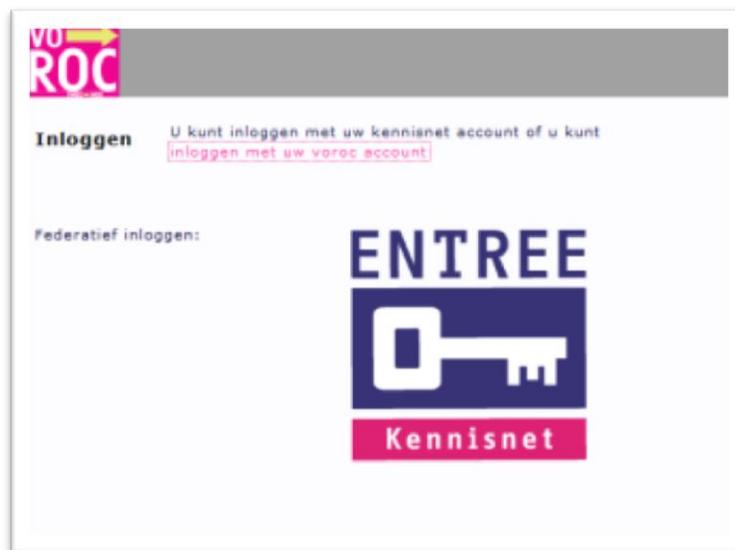 VO
ROC
Inloggen
U kunt inloggen met uw kennisnet account of u kunt
inloggen met uw voroc account
Federatief inloggen:
ENTREE
Kennisnet